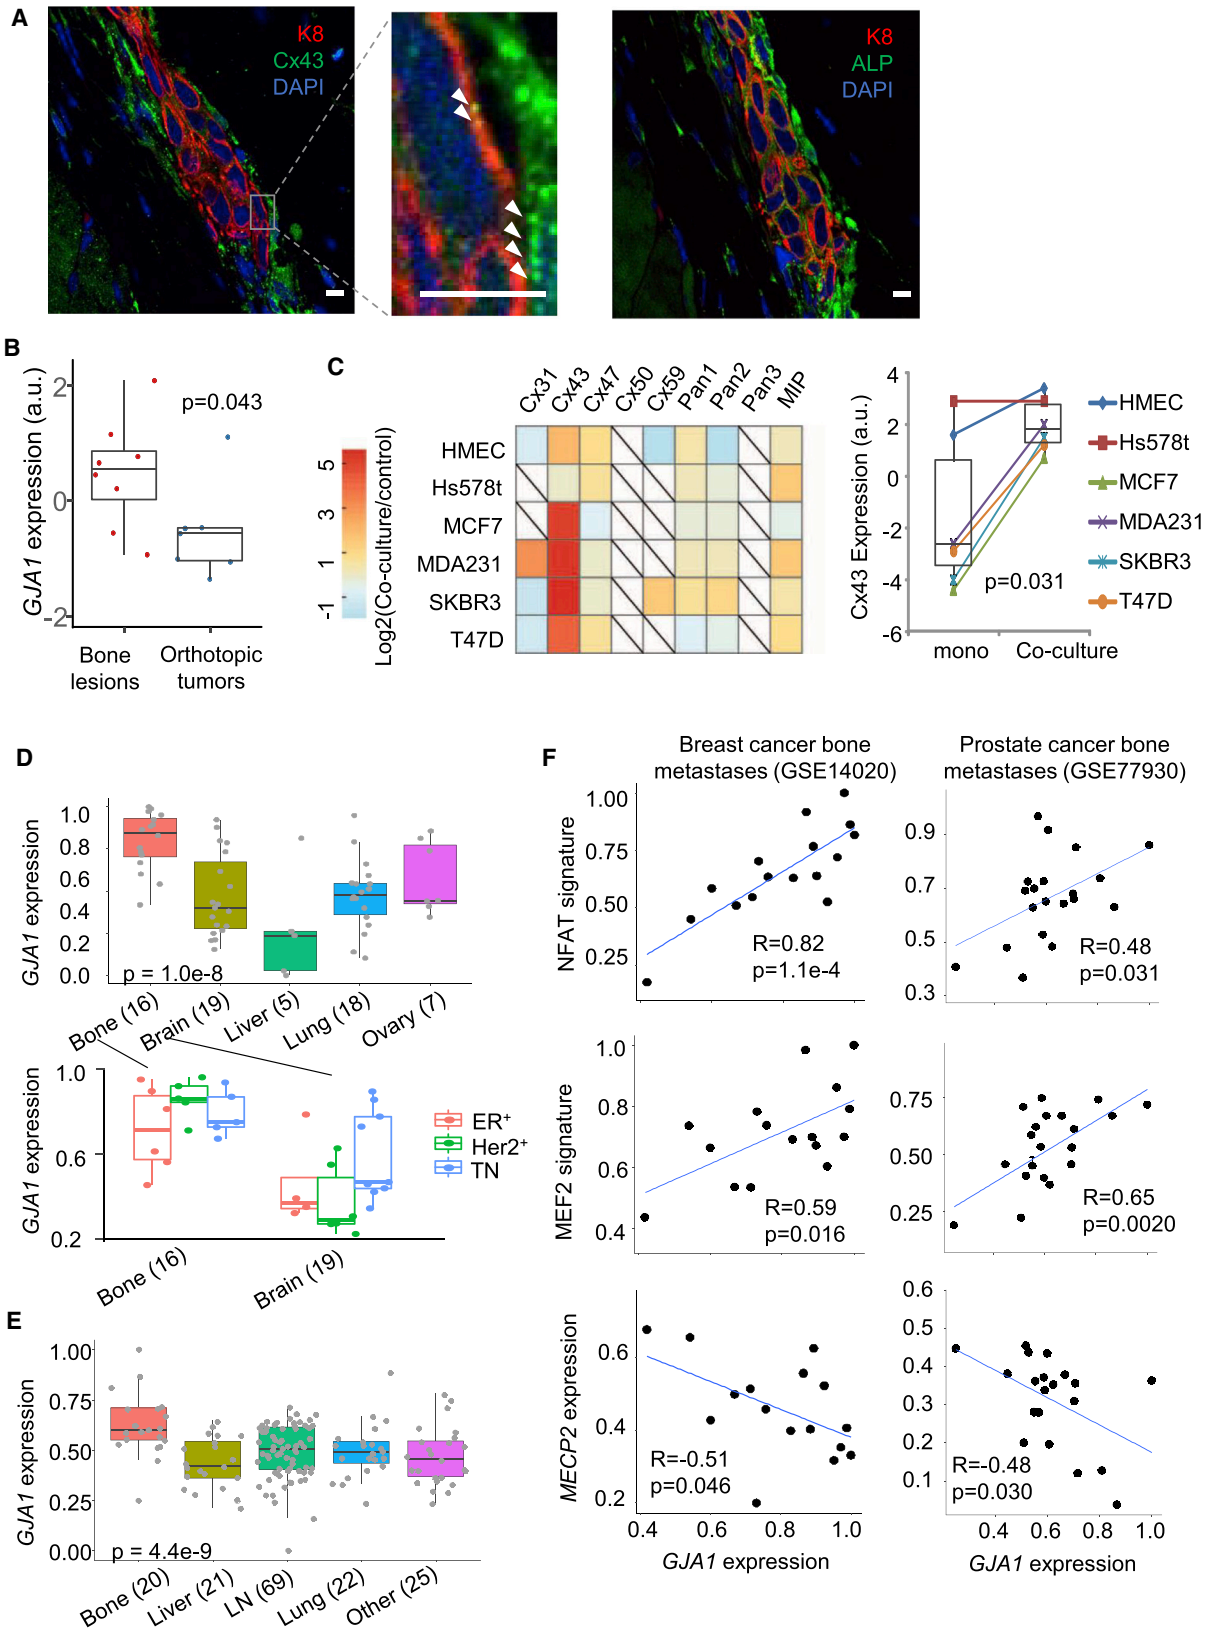 A
K8
Cx43
DAPI
K8
ALP
DAPI
B
GJA1 expression (a.u.)
2
0
-2
p=0.043
Bone lesions
Orthotopic tumors
C
Log2(Co-culture/control)
5
3
1
-1
Cx31 Cx43 Cx47 Cx50 Cx59 Pan1 Pan2 Pan3 MIP
HMEC
Hs578t
MCF7
MDA231
SKBR3
T47D
Cx43 Expression (a.u.)
4
2
0
-2
-4
-6
p=0.031
mono Co-culture
HMEC
Hs578t
MCF7
MDA231
SKBR3
T47D
D
GJA1 expression
1.0
0.8
0.6
0.4
0.2
0.0
p = 1.0e-8
Bone (16) Brain (19) Liver (5) Lung (18) Ovary (7)
GJA1 expression
1.0
0.6
0.2
ER+
Her2+
TN
Bone (16) Brain (19)
E
GJA1 expression
1.00
0.75
0.50
0.25
0.00
p = 4.4e-9
Bone (20) Liver (21) LN (69) Lung (22) Other (25)
F
Breast cancer bone
metastases (GSE14020)
Prostate cancer bone
metastases (GSE77930)
NFAT signature
1.00
0.75
0.50
0.25
R=0.82
p=1.1e-4
0.9
0.7
0.5
0.3
R=0.48
p=0.031
MEF2 signature
1.0
0.8
0.6
0.4
R=0.59
p=0.016
0.75
0.50
0.25
R=0.65
p=0.0020
MECP2 expression
0.6
0.4
0.2
R=-0.51
p=0.046
0.4 0.6 0.8 1.0
GJA1 expression
0.6
0.5
0.4
0.3
0.2
0.1
R=-0.48
p=0.030
0.4 0.6 0.8 1.0
GJA1 expression